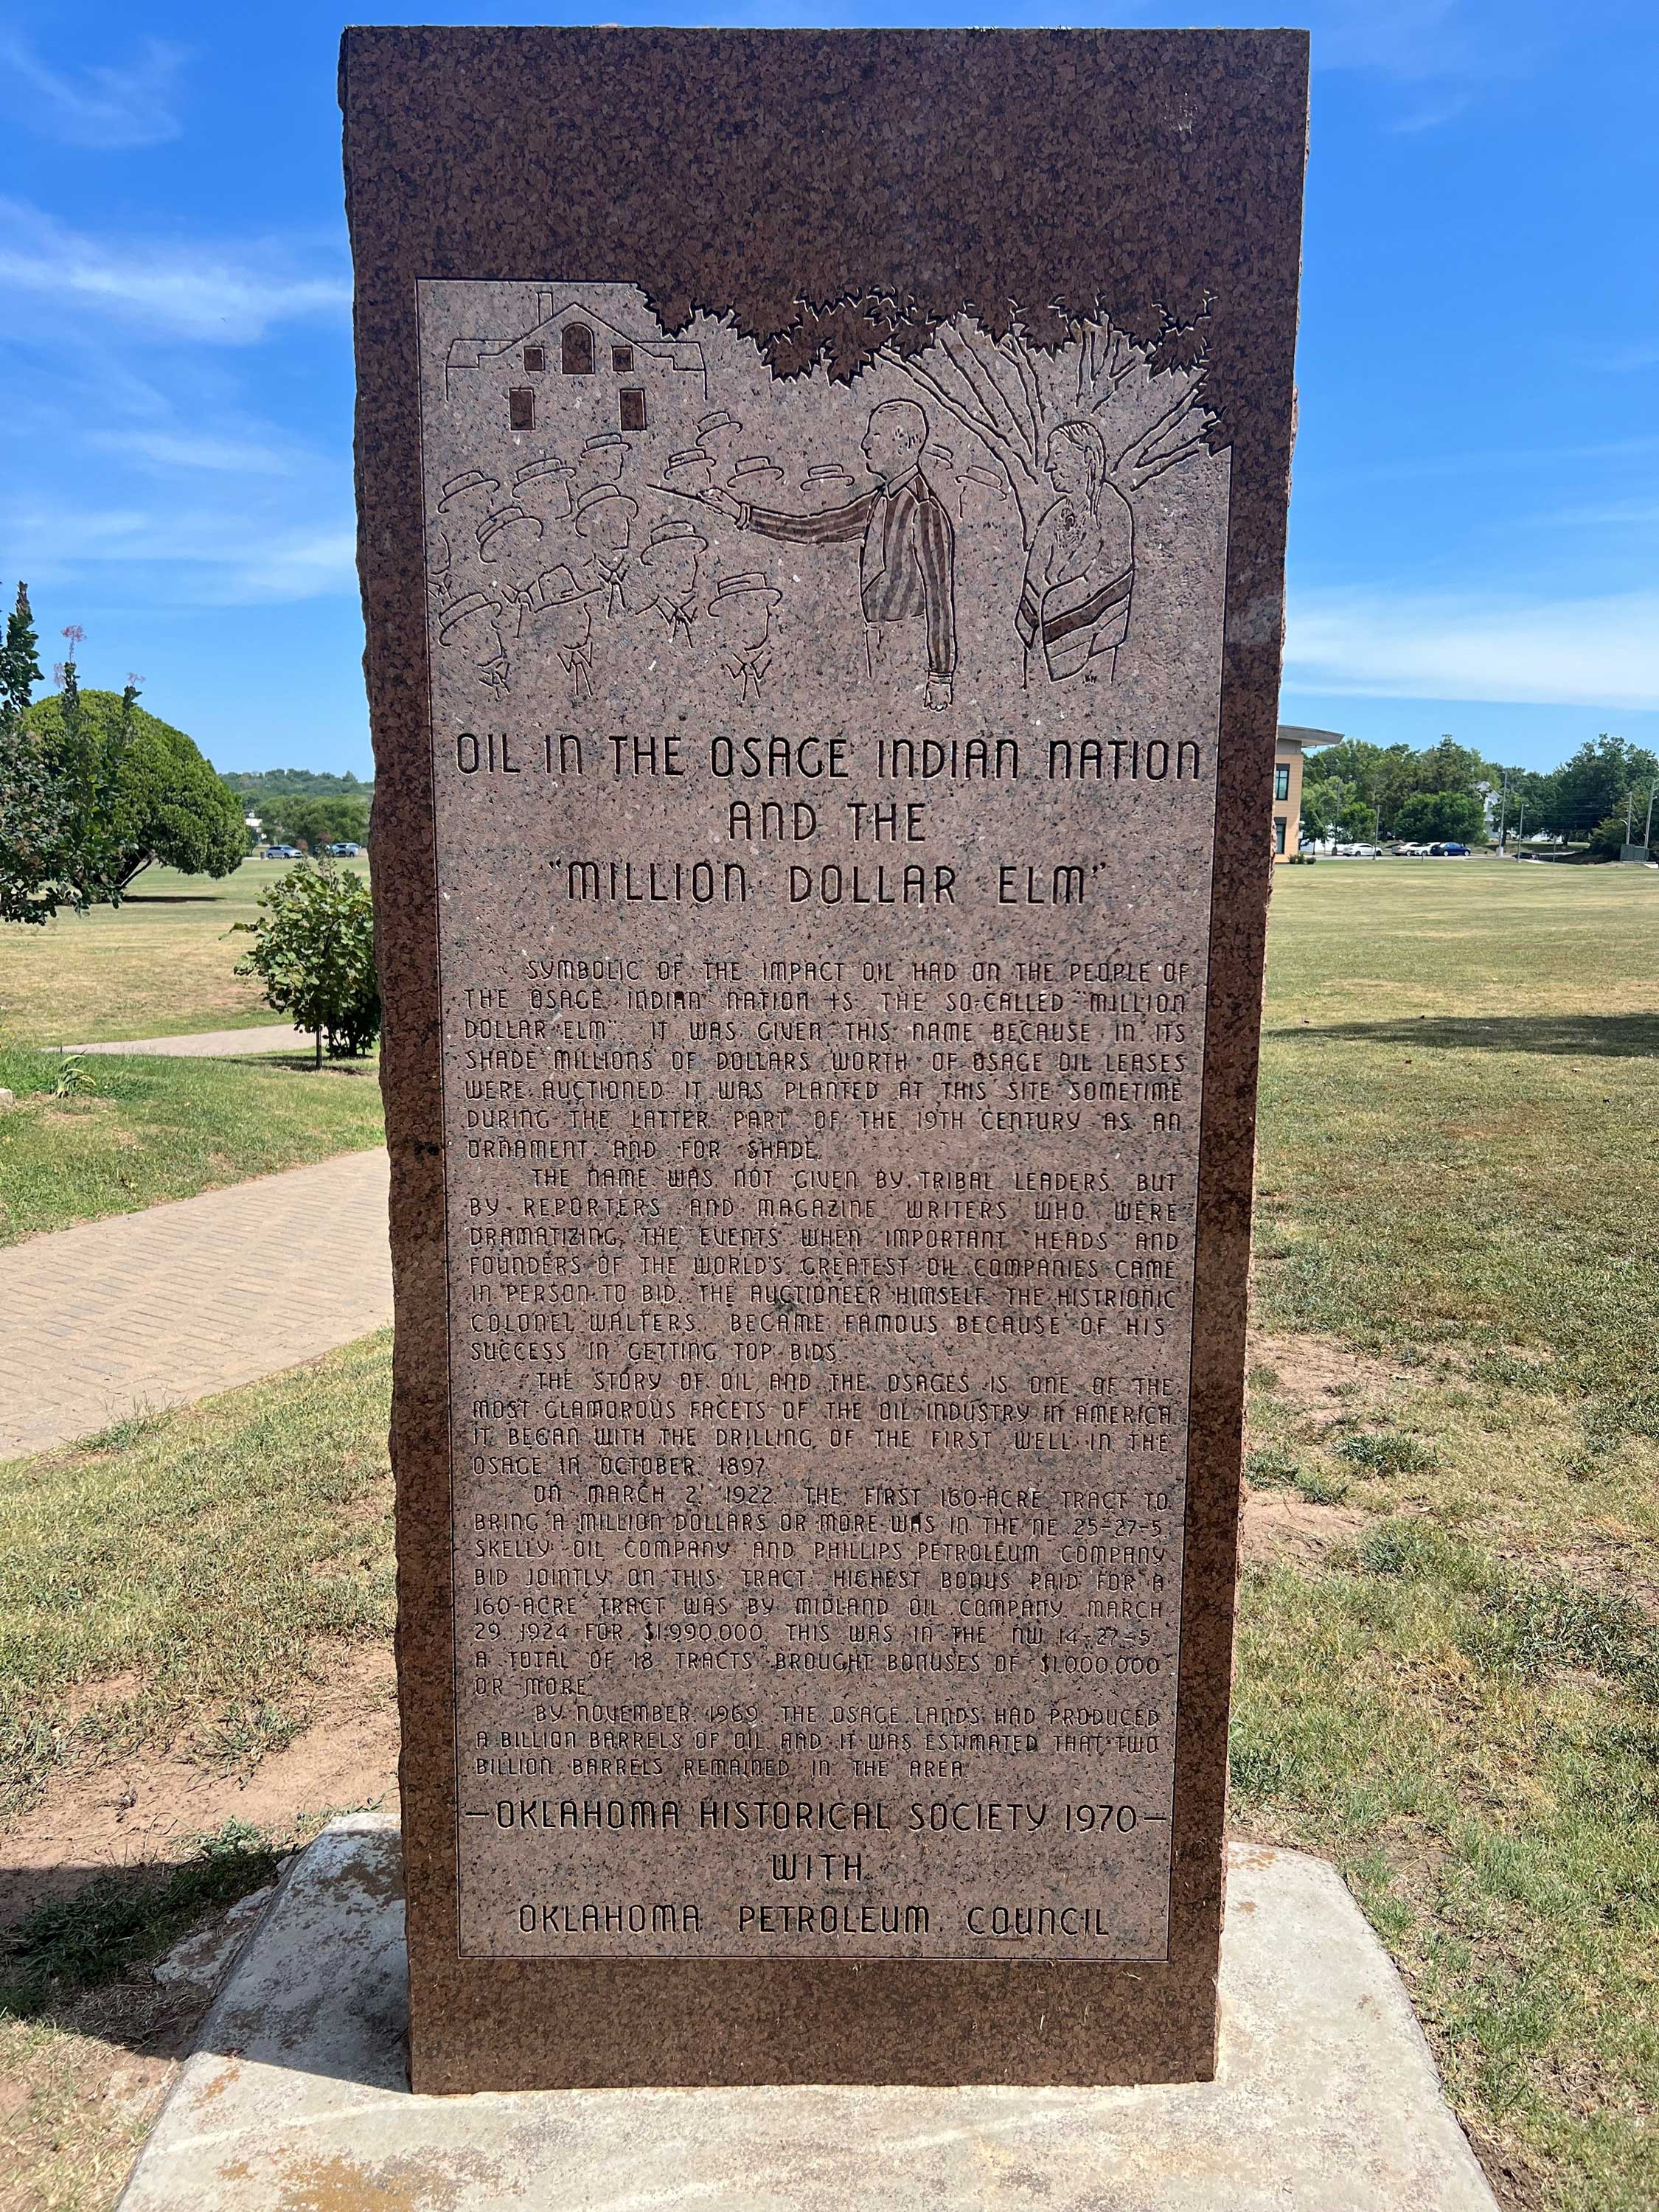 OIL IN THE OSAGE INDIAN NATION
AND THE
"MILLION DOLLAR ELM"
SYMBOLIC OF THE IMPACT OIL HAD ON THE PEOPLE OF
THE OSAGE INDIAN NATION IS THE SO-CALLED "MILLION
DOLLAR ELM". IT WAS GIVEN THIS NAME BECAUSE IN ITS
SHADE MILLIONS OF DOLLARS WORTH OF OSAGE OIL LEASES
WERE AUCTIONED. IT WAS PLANTED AT THIS SITE SOMETIME
DURING THE LATTER PART OF THE 19TH CENTURY AS AN
ORNAMENT AND FOR SHADE.
THE NAME WAS NOT GIVEN BY TRIBAL LEADERS, BUT
BY REPORTERS AND MAGAZINE WRITERS WHO WERE
DRAMATIZING THE EVENTS WHEN IMPORTANT HEADS AND
FOUNDERS OF THE WORLD'S GREATEST OIL COMPANIES CAME
IN PERSON TO BID. THE AUCTIONEER HIMSELF, THE HISTRIONIC
COLONEL WALTERS, BECAME FAMOUS BECAUSE OF HIS
SUCCESS IN GETTING TOP BIDS.
THE STORY OF OIL AND THE OSAGES IS ONE OF THE
MOST GLAMOROUS FACETS OF THE OIL INDUSTRY IN AMERICA.
IT BEGAN WITH THE DRILLING OF THE FIRST WELL IN THE
OSAGE IN OCTOBER, 1897.
ON MARCH 2, 1922, THE FIRST 160-ACRE TRACT TO
BRING A MILLION DOLLARS OR MORE WAS IN THE NE 25-27-5.
SKELLY OIL COMPANY AND PHILLIPS PETROLEUM COMPANY
BID JOINTLY ON THIS TRACT. HIGHEST BONUS PAID FOR A
160-ACRE TRACT WAS BY MIDLAND OIL COMPANY, MARCH
29, 1924 FOR $1,990,000. THIS WAS IN THE NW 14-27-5.
A TOTAL OF 18 TRACTS BROUGHT BONUSES OF $1,000,000
OR MORE.
BY NOVEMBER, 1969, THE OSAGE LANDS HAD PRODUCED
A BILLION BARRELS OF OIL AND IT WAS ESTIMATED THAT TWO
BILLION BARRELS REMAINED IN THE AREA.
—OKLAHOMA HISTORICAL SOCIETY 1970—
WITH
OKLAHOMA PETROLEUM COUNCIL